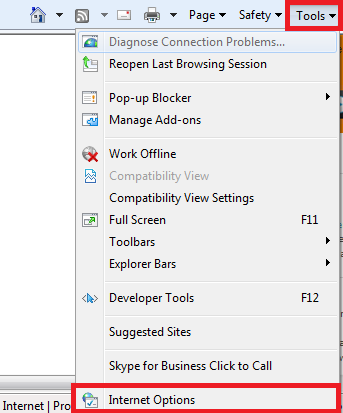 Page Safety Tools
Diagnose Connection Problems...
Reopen Last Browsing Session
Pop-up Blocker
Manage Add-ons
Work Offline
Compatibility View
Compatibility View Settings
Full Screen F11
Toolbars
Explorer Bars
Developer Tools F12
Suggested Sites
Skype for Business Click to Call
Internet Options
Internet | Pro